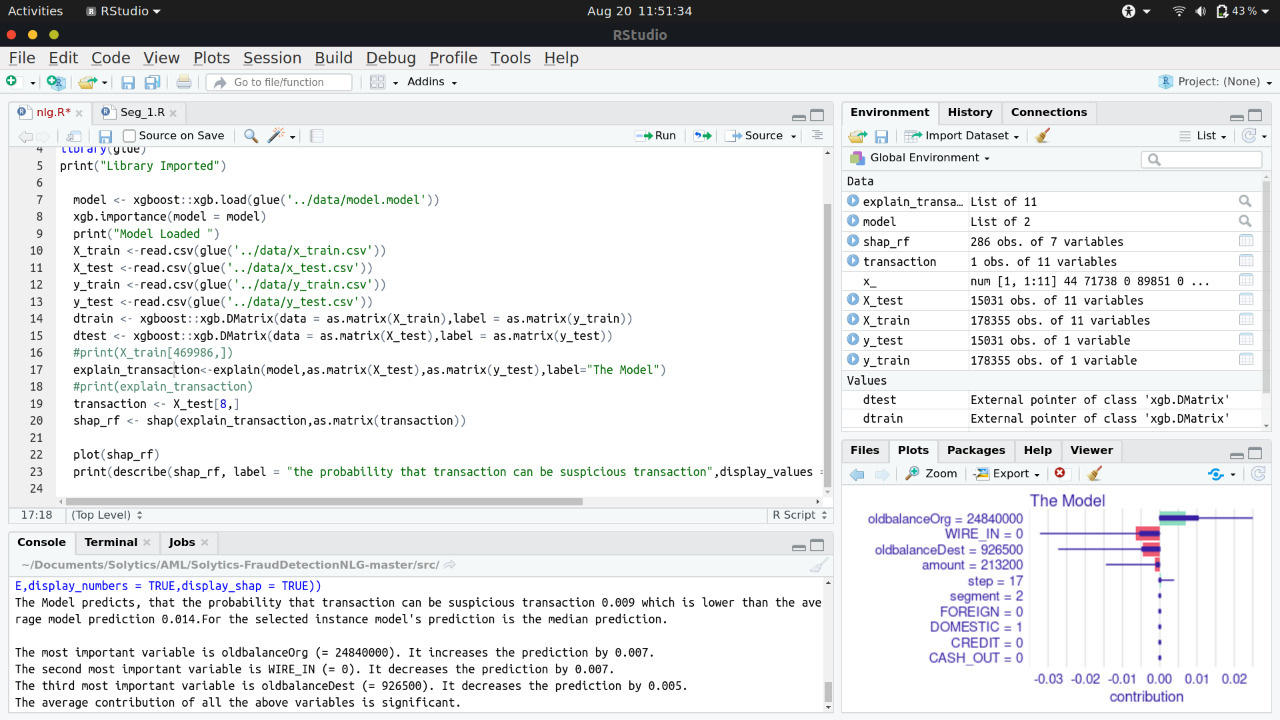 Activities RStudio Aug 20 11:51:34 43 %
RStudio
File Edit Code View Plots Session Build Debug Profile Tools Help
Go to file/function Addins Project: (None)
nlg.R* Seg_1.R
Source on Save Run Source
4 library(glue)
5 print("Library Imported")
6
7 model <- xgboost::xgb.load(glue('../data/model.model'))
8 xgb.importance(model = model)
9 print("Model Loaded ")
10 X_train <-read.csv(glue('../data/x_train.csv'))
11 X_test <-read.csv(glue('../data/x_test.csv'))
12 y_train <-read.csv(glue('../data/y_train.csv'))
13 y_test <-read.csv(glue('../data/y_test.csv'))
14 dtrain <- xgboost::xgb.DMatrix(data = as.matrix(X_train),label = as.matrix(y_train))
15 dtest <- xgboost::xgb.DMatrix(data = as.matrix(X_test),label = as.matrix(y_test))
16 #print(X_train[469986,])
17 explain_transaction<-explain(model,as.matrix(X_test),as.matrix(y_test),label="The Model")
18 #print(explain_transaction)
19 transaction <- X_test[8,]
20 shap_rf <- shap(explain_transaction,as.matrix(transaction))
21
22 plot(shap_rf)
23 print(describe(shap_rf, label = "the probability that transaction can be suspicious transaction",display_values =
24
17:18 (Top Level) R Script
Console Terminal Jobs
~/Documents/Solytics/AML/Solytics-FraudDetectionNLG-master/src/
E,display_numbers = TRUE,display_shap = TRUE))
The Model predicts, that the probability that transaction can be suspicious transaction 0.009 which is lower than the ave
rage model prediction 0.014.For the selected instance model's prediction is the median prediction.
The most important variable is oldbalanceOrg (= 24840000). It increases the prediction by 0.007.
The second most important variable is WIRE_IN (= 0). It decreases the prediction by 0.007.
The third most important variable is oldbalanceDest (= 926500). It decreases the prediction by 0.005.
The average contribution of all the above variables is significant.
Environment History Connections
Import Dataset List
Global Environment
Data
explain_transa… List of 11
model List of 2
shap_rf 286 obs. of 7 variables
transaction 1 obs. of 11 variables
x_ num [1, 1:11] 44 71738 0 89851 0 ...
X_test 15031 obs. of 11 variables
X_train 178355 obs. of 11 variables
y_test 15031 obs. of 1 variable
y_train 178355 obs. of 1 variable
Values
dtest External pointer of class 'xgb.DMatrix'
dtrain External pointer of class 'xgb.DMatrix'
Files Plots Packages Help Viewer
Zoom Export
The Model
oldbalanceOrg = 24840000
WIRE_IN = 0
oldbalanceDest = 926500
amount = 213200
step = 17
segment = 2
FOREIGN = 0
DOMESTIC = 1
CREDIT = 0
CASH_OUT = 0
-0.03 -0.02 -0.01 0.00 0.01 0.02
contribution